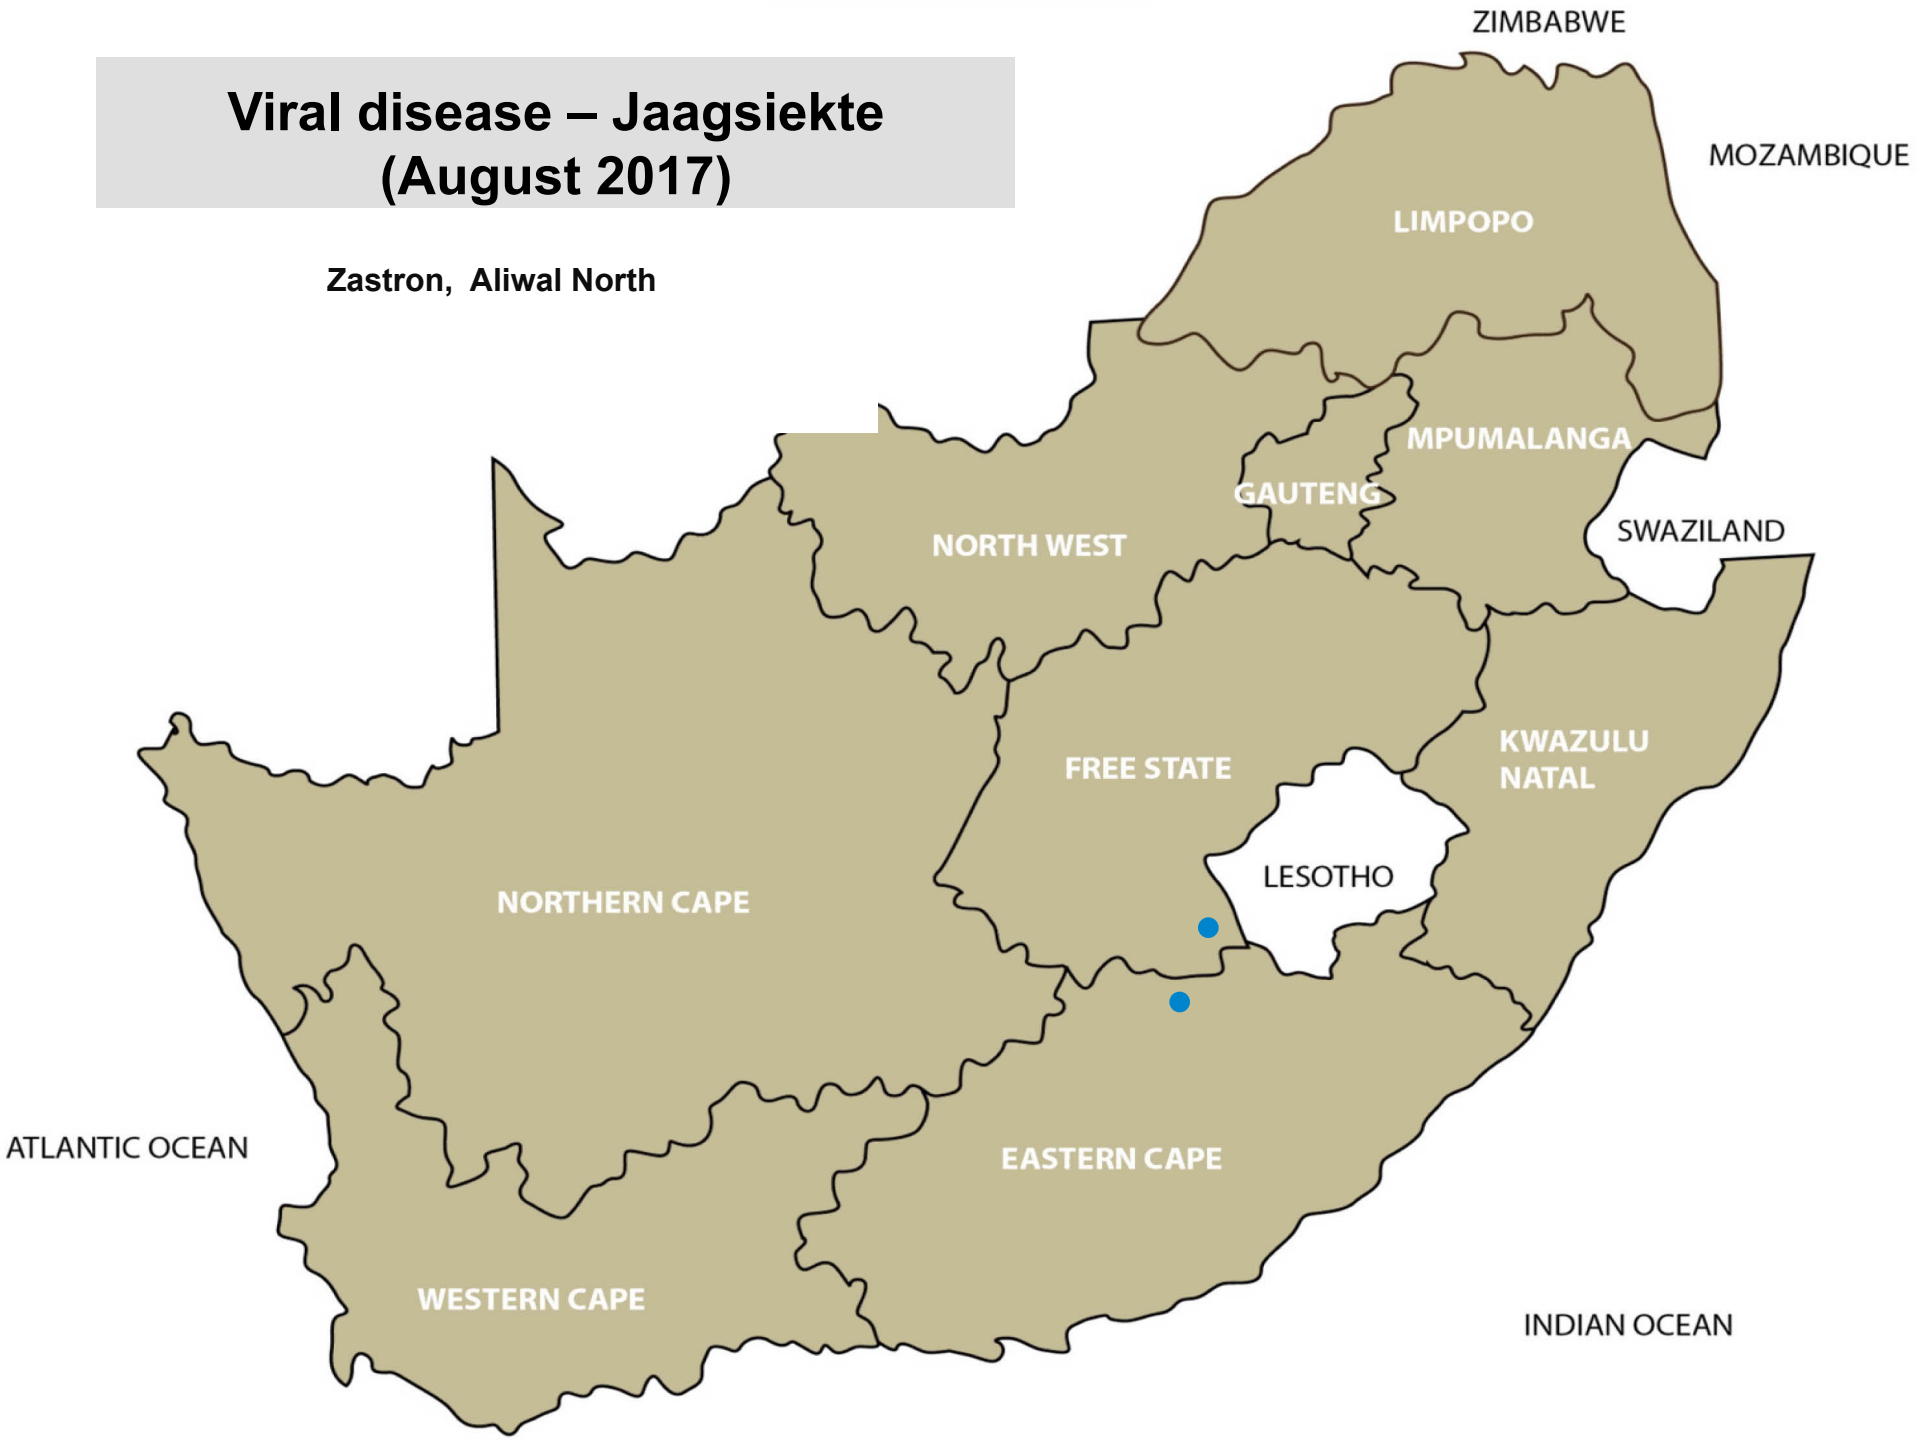 ZIMBABWE
Viral disease – Jaagsiekte
(August 2017)
MOZAMBIQUE
LIMPOPO
Zastron, Aliwal North
MPUMALANGA
GAUTENG
SWAZILAND
NORTH WEST
KWAZULU
NATAL
FREE STATE
LESOTHO
NORTHERN CAPE
ATLANTIC OCEAN
EASTERN CAPE
WESTERN CAPE
INDIAN OCEAN